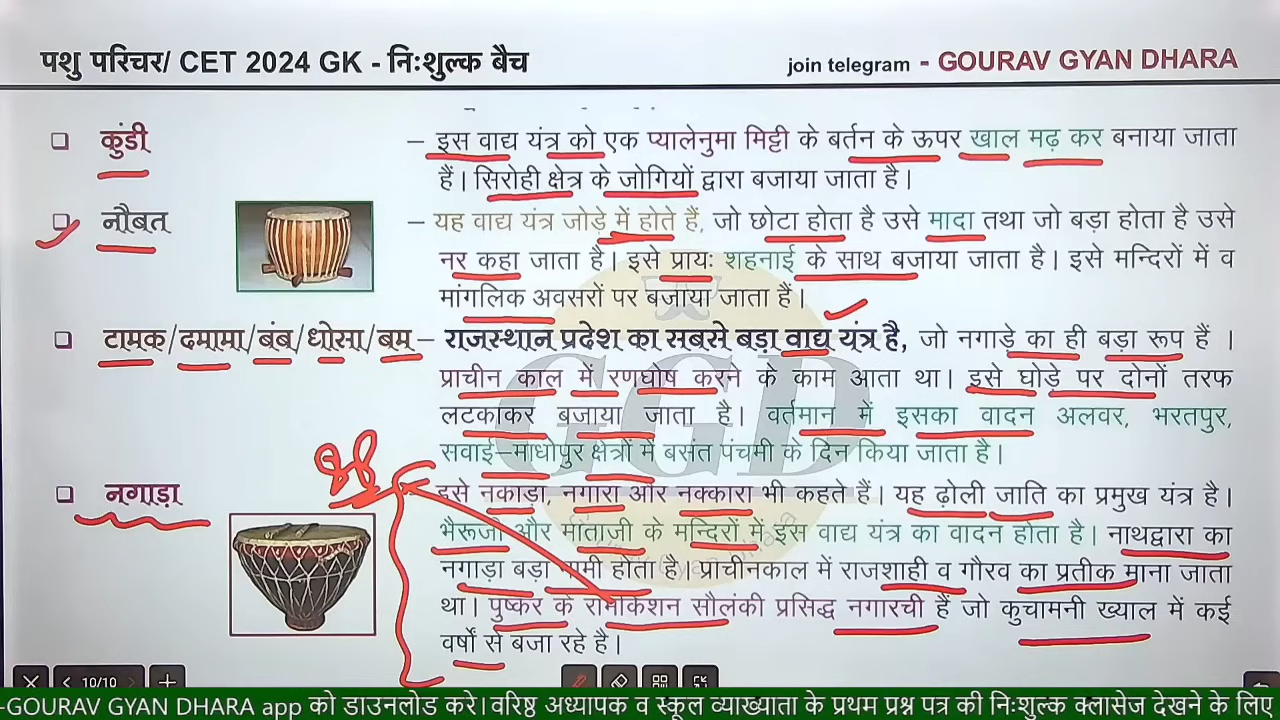 पशु परिचर/ CET 2024 GK - निःशुल्क बैच
join telegram - GOURAV GYAN DHARA
कुंडी – इस वाद्य यंत्र को एक प्यालेनुमा मिट्टी के बर्तन के ऊपर खाल मढ़ कर बनाया जाता
हैं। सिरोही क्षेत्र के जोगियों द्वारा बजाया जाता है।
नौबत – यह वाद्य यंत्र जोड़े में होते हैं, जो छोटा होता है उसे मादा तथा जो बड़ा होता है उसे
नर कहा जाता है। इसे प्रायः शहनाई के साथ बजाया जाता है। इसे मन्दिरों में व
मांगलिक अवसरों पर बजाया जाता हैं।
टामक/दमामा/बंब/धोसा/बम – राजस्थान प्रदेश का सबसे बड़ा वाद्य यंत्र है, जो नगाड़े का ही बड़ा रूप हैं ।
प्राचीन काल में रणघोष करने के काम आता था। इसे घोड़े पर दोनों तरफ
लटकाकर बजाया जाता है। वर्तमान में इसका वादन अलवर, भरतपुर,
सवाई–माधोपुर क्षेत्रों में बसंत पंचमी के दिन किया जाता है।
नगाड़ा इसे नकाड़ा, नगारा और नक्कारा भी कहते हैं। यह ढ़ोली जाति का प्रमुख यंत्र है।
भैरूजी और माताजी के मन्दिरों में इस वाद्य यंत्र का वादन होता है। नाथद्वारा का
नगाड़ा बड़ा नामी होता है। प्राचीनकाल में राजशाही व गौरव का प्रतीक माना जाता
था। पुष्कर के रामकिशन सौलंकी प्रसिद्ध नगारची हैं जो कुचामनी ख्याल में कई
वर्षों से बजा रहे है।
GGD
10/10
-GOURAV GYAN DHARA app को डाउनलोड करे।वरिष्ठ अध्यापक व स्कूल व्याख्याता के प्रथम प्रश्न पत्र की निःशुल्क क्लासेज देखने के लिए